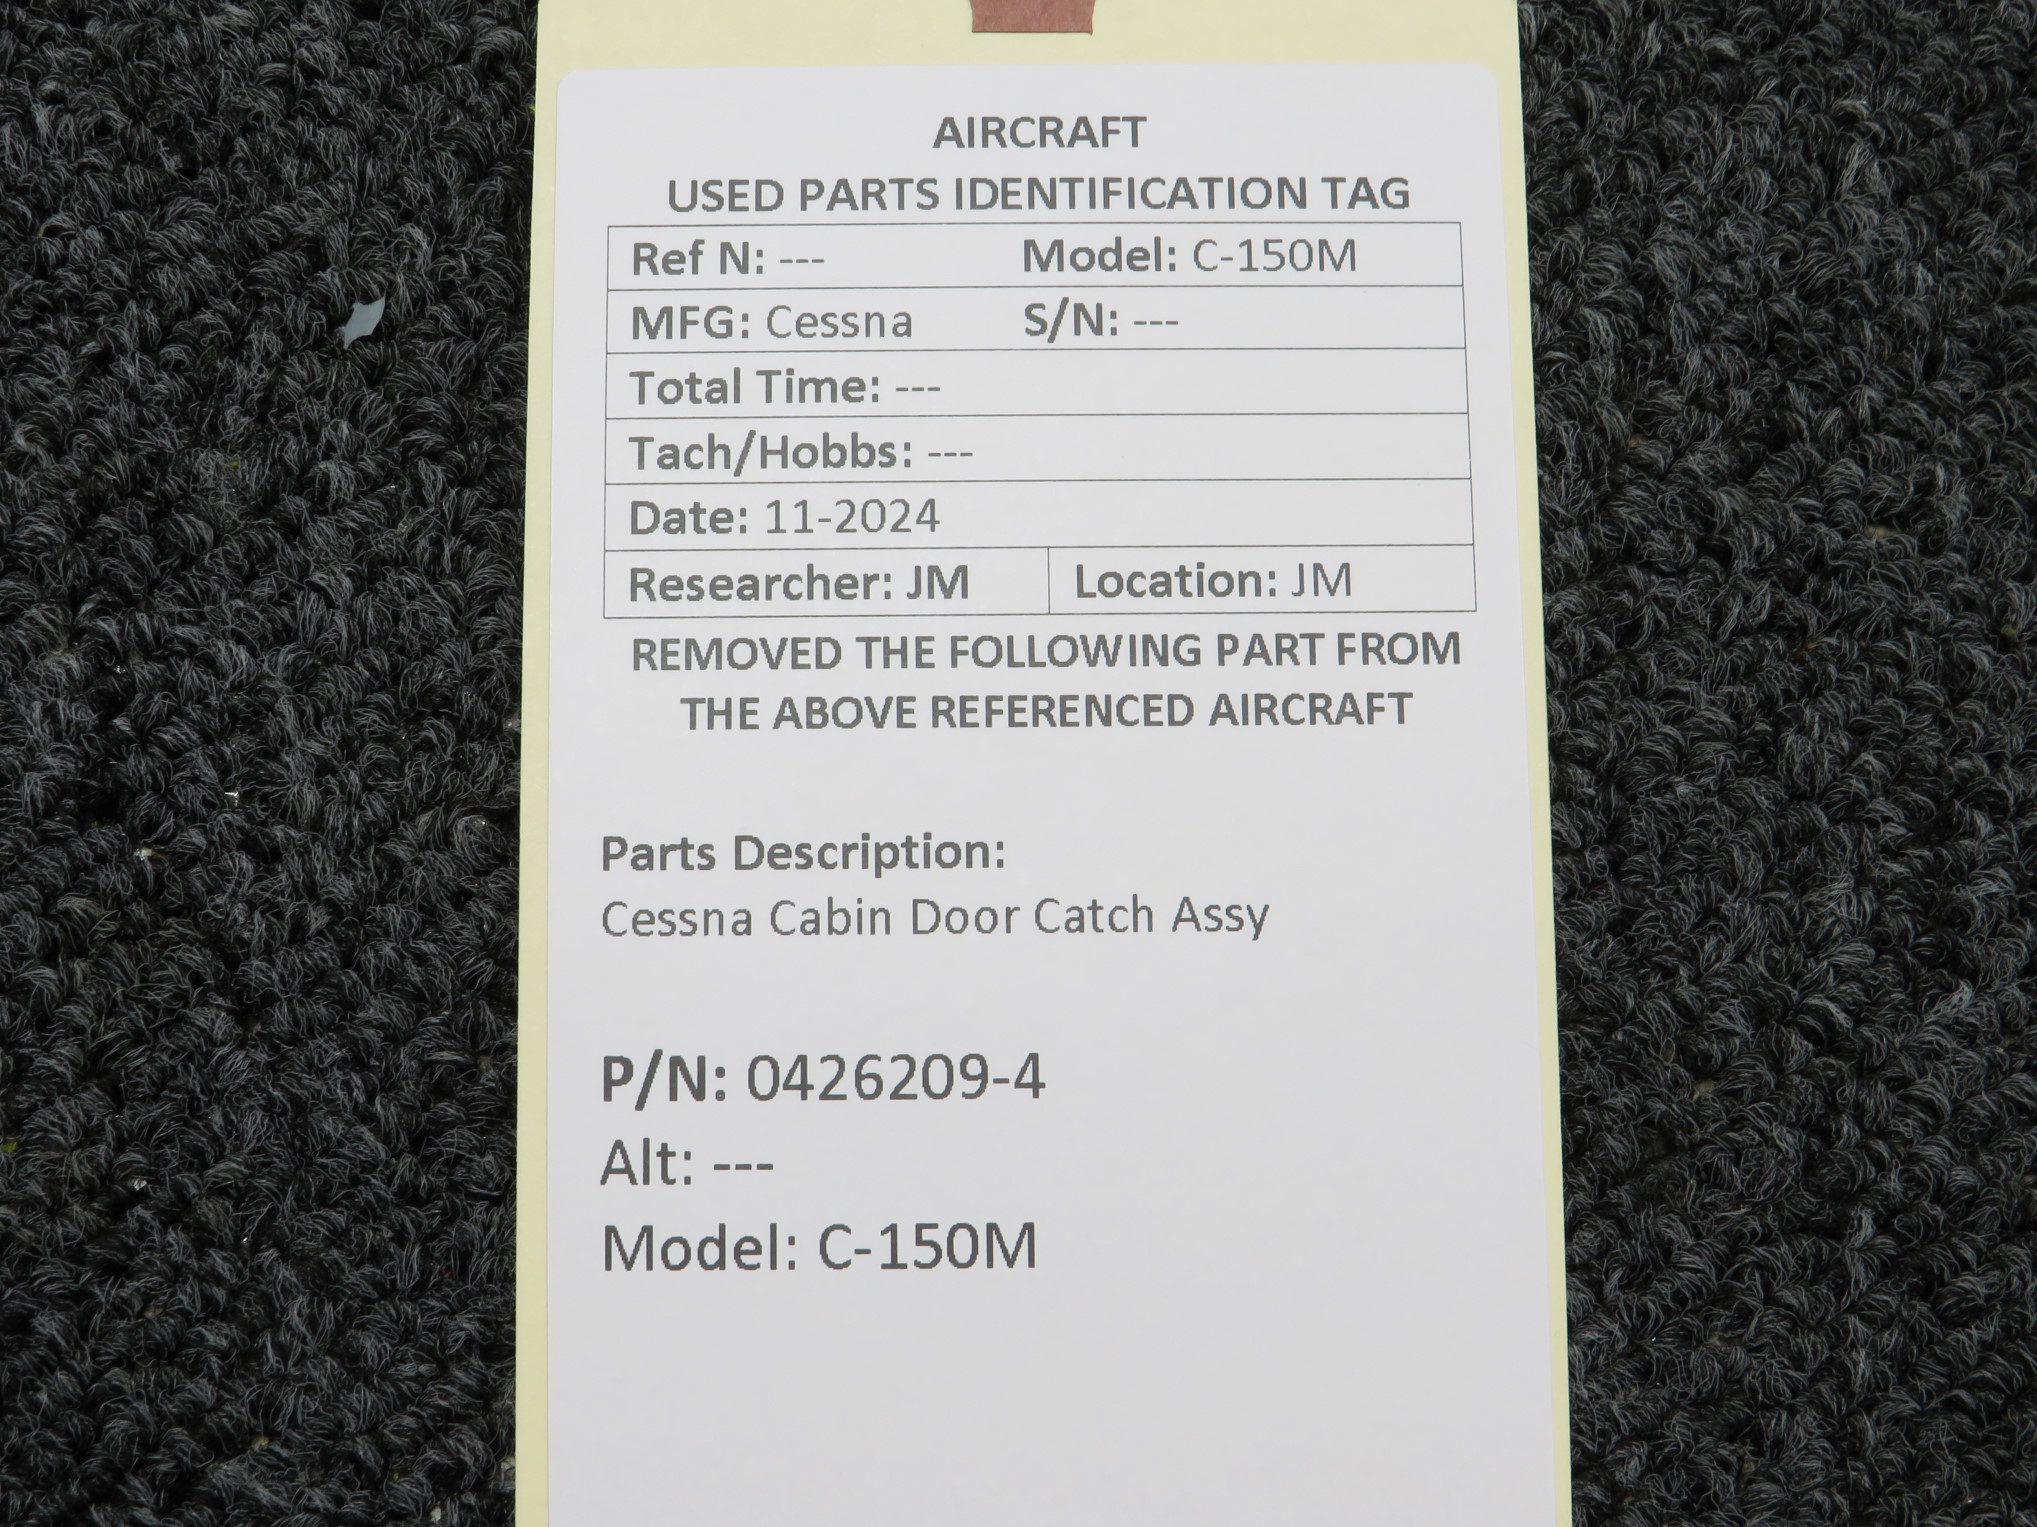 AIRCRAFT
USED PARTS IDENTIFICATION TAG
Ref N: --- Model: C-150M
MFG: Cessna S/N: ---
Total Time: ---
Tach/Hobbs: ---
Date: 11-2024
Researcher: JM Location: JM
REMOVED THE FOLLOWING PART FROM
THE ABOVE REFERENCED AIRCRAFT
Parts Description:
Cessna Cabin Door Catch Assy
P/N: 0426209-4
Alt: ---
Model: C-150M